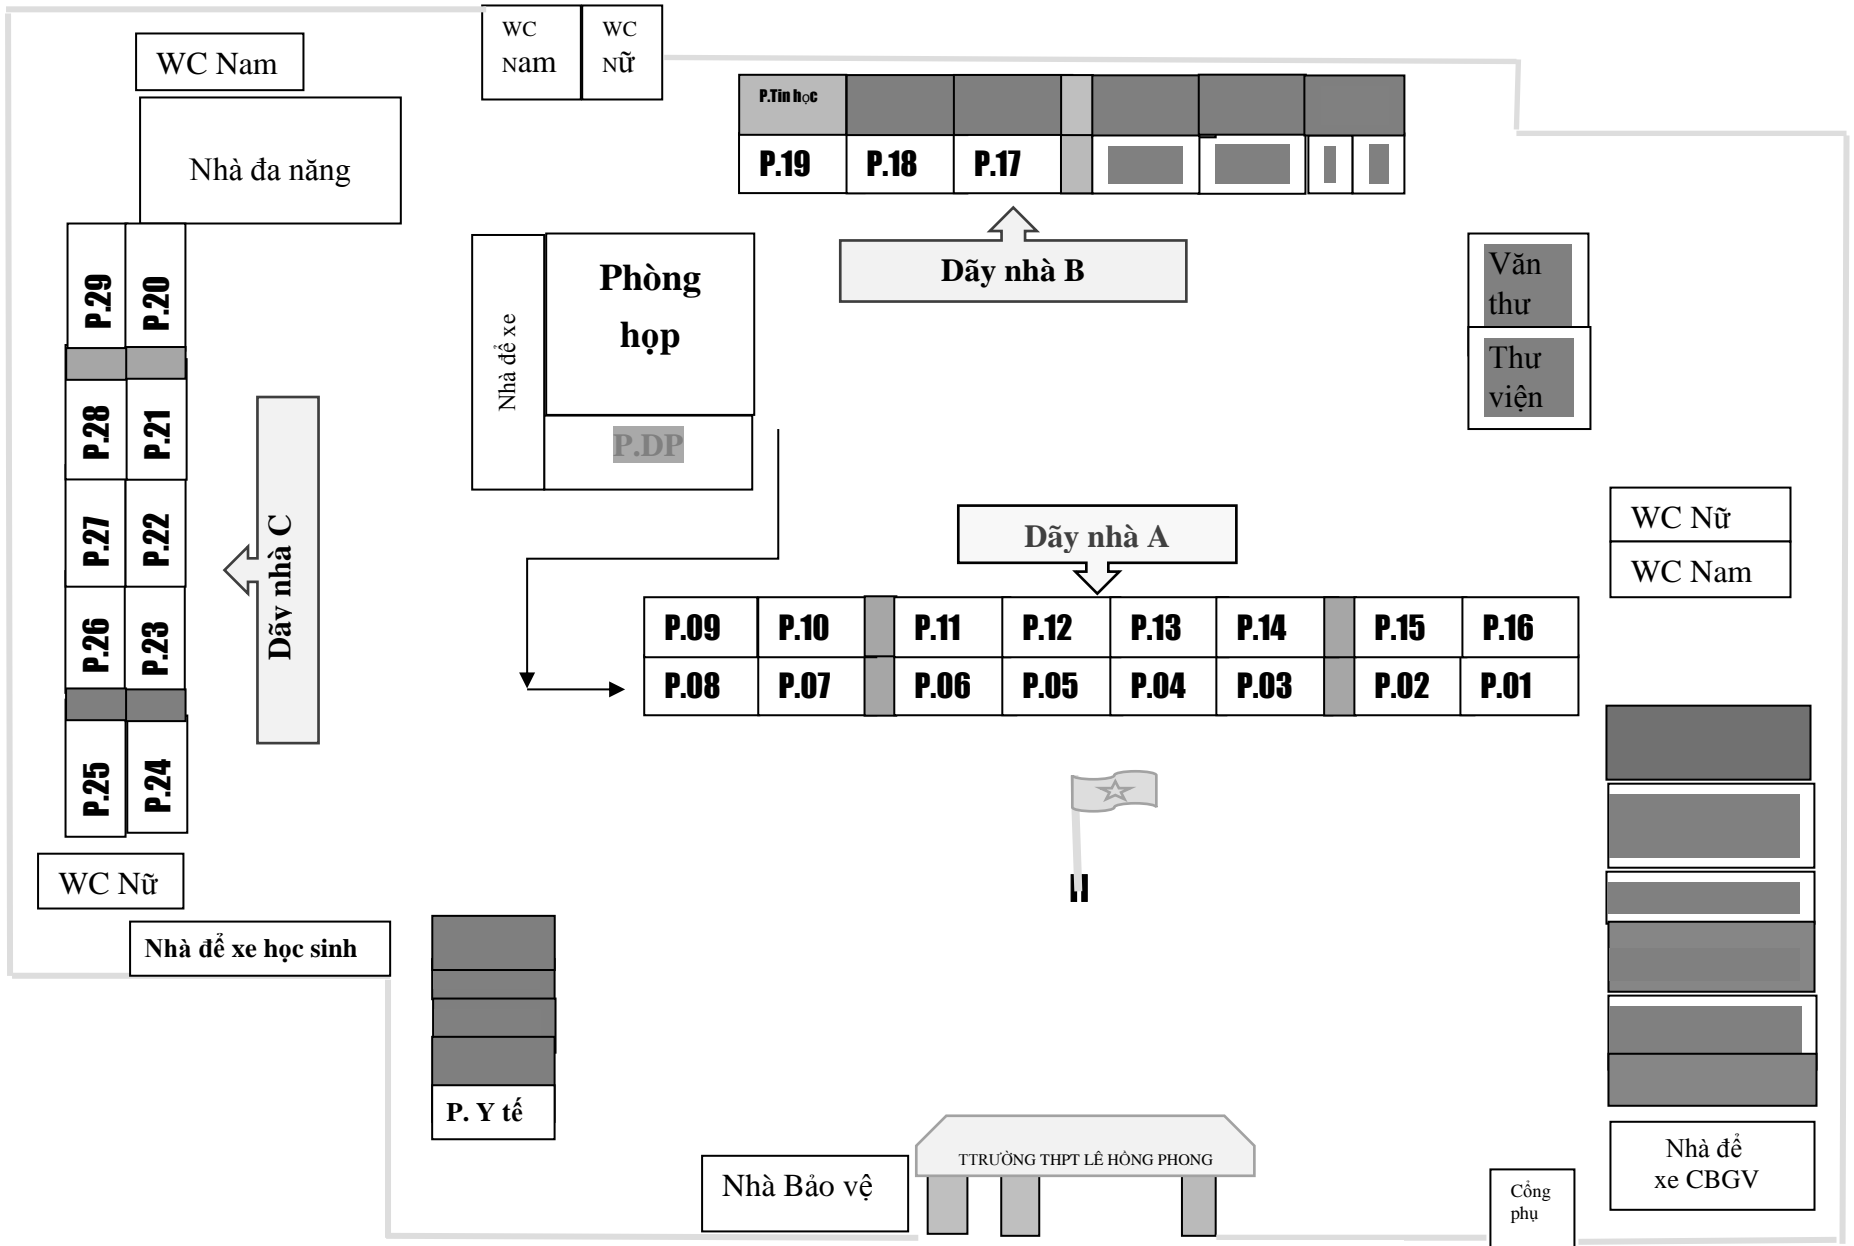 WC
Nam
WC
Nữ
WC Nam
Nhà đa năng
P.Tin học
P.19
P.18
P.17
Dãy nhà B
P.29
P.20
P.28
P.21
P.27
P.22
P.26
P.23
P.25
P.24
Dãy nhà C
Nhà để xe
Phòng
họp
P.DP
Văn
thư
Thư
viện
WC Nữ
WC Nam
Dãy nhà A
P.09
P.10
P.11
P.12
P.13
P.14
P.15
P.16
P.08
P.07
P.06
P.05
P.04
P.03
P.02
P.01
WC Nữ
Nhà để xe học sinh
P. Y tế
Nhà Bảo vệ
TTRƯỜNG THPT LÊ HỒNG PHONG
Cổng
phụ
Nhà để
xe CBGV